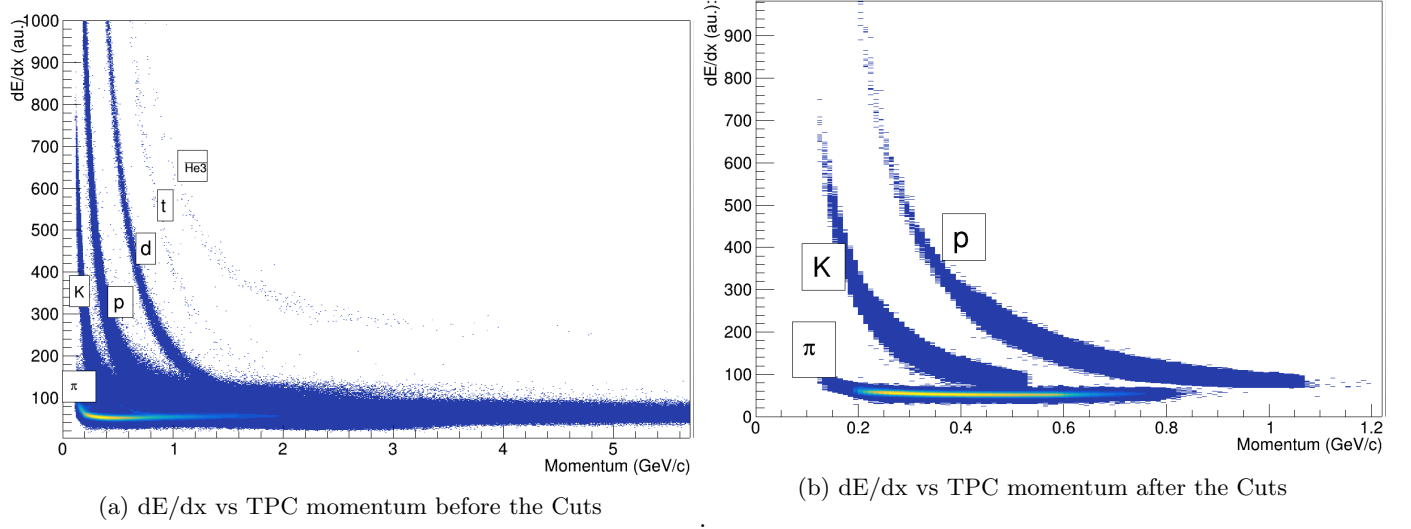 dE/dx (au.)
1000
900
800
700
600
500
400
300
200
100
He3
t
d
K
p
π
0 1 2 3 4 5
Momentum (GeV/c)
(a) dE/dx vs TPC momentum before the Cuts
dE/dx (au.):
900
800
700
600
500
400
300
200
100
0
p
K
π
0 0.2 0.4 0.6 0.8 1 1.2
Momentum (GeV/c)
(b) dE/dx vs TPC momentum after the Cuts
.